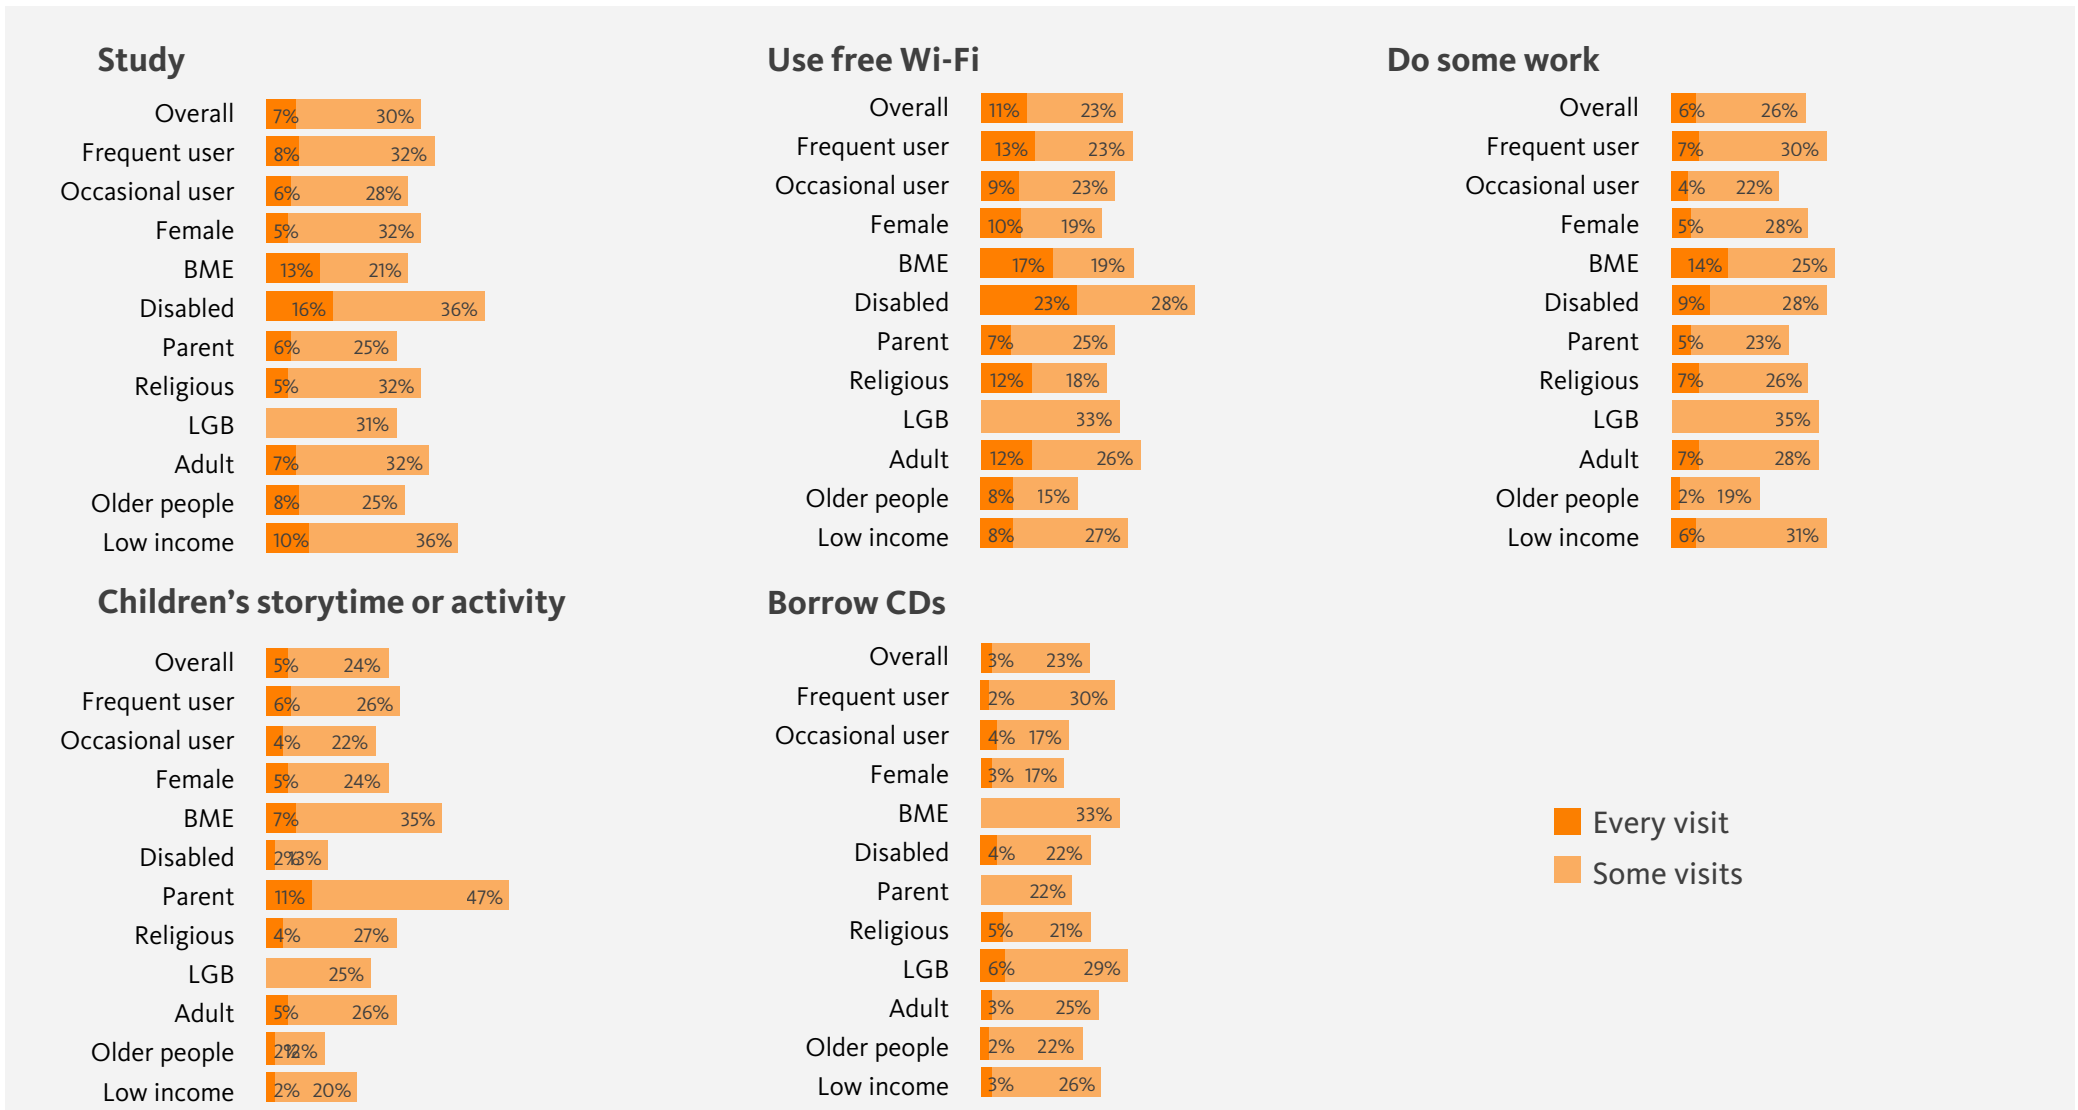 Study
Overall 7% 30%
Frequent user 8% 32%
Occasional user 6% 28%
Female 5% 32%
BME 13% 21%
Disabled 16% 36%
Parent 6% 25%
Religious 5% 32%
LGB 31%
Adult 7% 32%
Older people 8% 25%
Low income 10% 36%
Use free Wi-Fi
Overall 11% 23%
Frequent user 13% 23%
Occasional user 9% 23%
Female 10% 19%
BME 17% 19%
Disabled 23% 28%
Parent 7% 25%
Religious 12% 18%
LGB 33%
Adult 12% 26%
Older people 8% 15%
Low income 8% 27%
Do some work
Overall 6% 26%
Frequent user 7% 30%
Occasional user 4% 22%
Female 5% 28%
BME 14% 25%
Disabled 9% 28%
Parent 5% 23%
Religious 7% 26%
LGB 35%
Adult 7% 28%
Older people 2% 19%
Low income 6% 31%
Children’s storytime or activity
Overall 5% 24%
Frequent user 6% 26%
Occasional user 4% 22%
Female 5% 24%
BME 7% 35%
Disabled 2% 13%
Parent 11% 47%
Religious 4% 27%
LGB 25%
Adult 5% 26%
Older people 2% 12%
Low income 2% 20%
Borrow CDs
Overall 3% 23%
Frequent user 2% 30%
Occasional user 4% 17%
Female 3% 17%
BME 33%
Disabled 4% 22%
Parent 22%
Religious 5% 21%
LGB 6% 29%
Adult 3% 25%
Older people 2% 22%
Low income 3% 26%
Every visit
Some visits